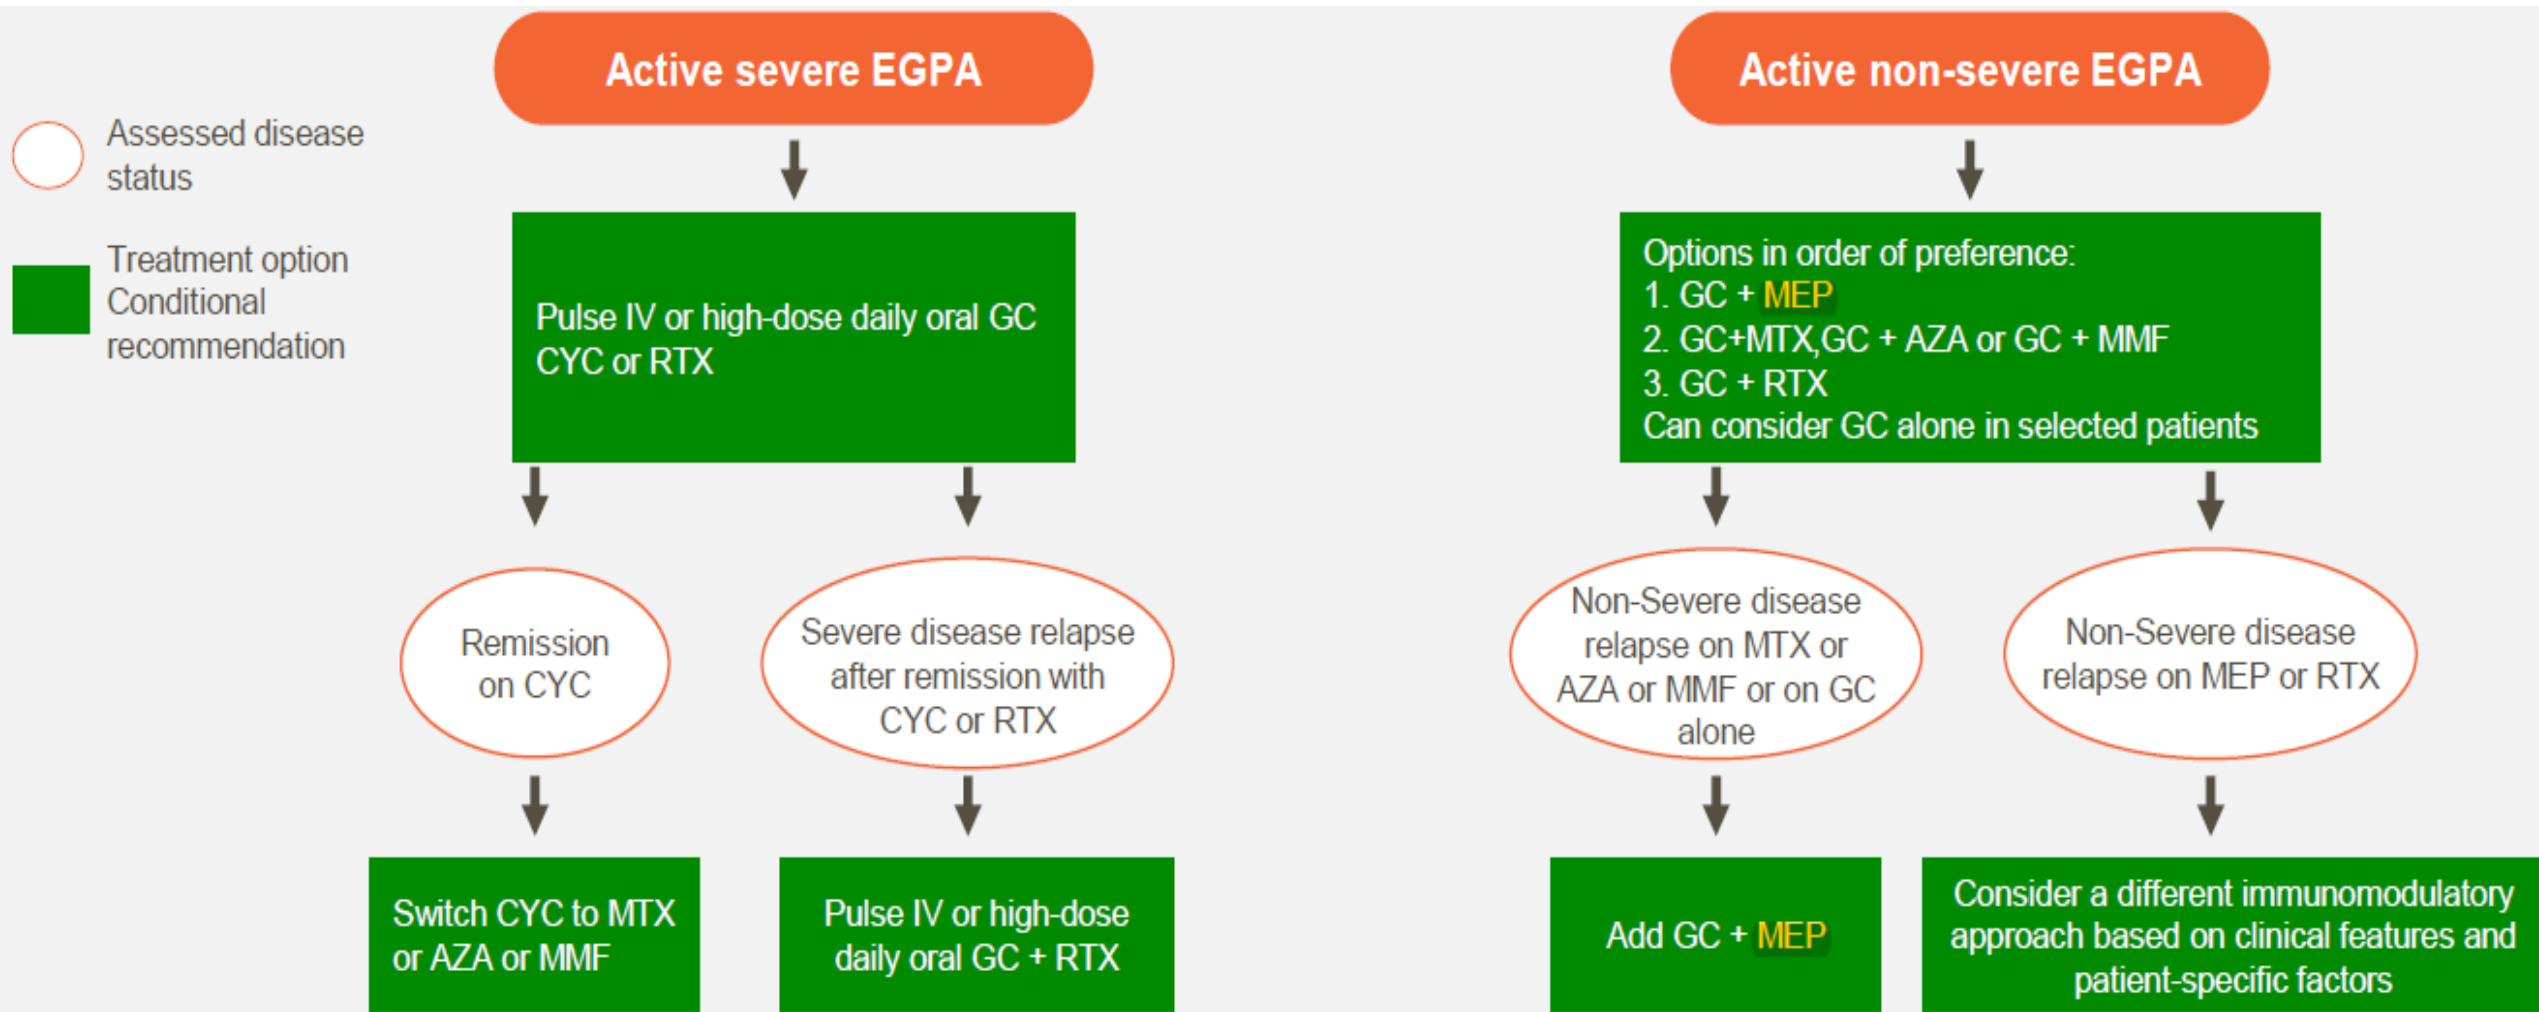 Active severe EGPA
Active non-severe EGPA
Assessed disease
status
Treatment option
Conditional
recommendation
Pulse IV or high-dose daily oral GC
CYC or RTX
Options in order of preference:
1. GC + MEP
2. GC+MTX,GC + AZA or GC + MMF
3. GC + RTX
Can consider GC alone in selected patients
Remission
on CYC
Severe disease relapse
after remission with
CYC or RTX
Non-Severe disease
relapse on MTX or
AZA or MMF or on GC
alone
Non-Severe disease
relapse on MEP or RTX
Switch CYC to MTX
or AZA or MMF
Pulse IV or high-dose
daily oral GC + RTX
Add GC + MEP
Consider a different immunomodulatory
approach based on clinical features and
patient-specific factors